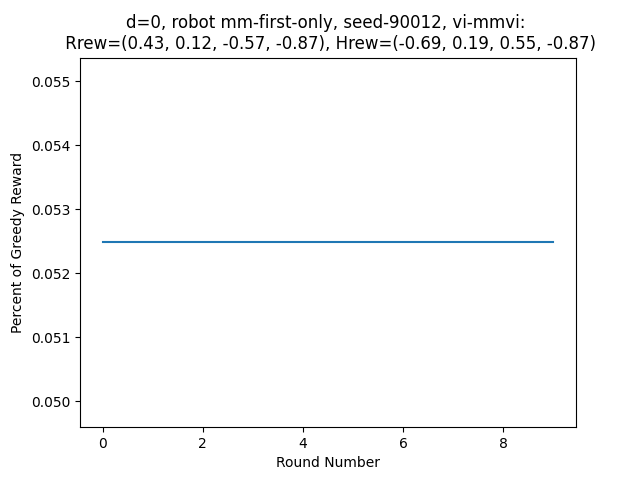 d=0, robot mm-first-only, seed-90012, vi-mmvi:
Rrew=(0.43, 0.12, -0.57, -0.87), Hrew=(-0.69, 0.19, 0.55, -0.87)
0.055
0.054
0.053
0.052
0.051
0.050
Percent of Greedy Reward
0 2 4 6 8
Round Number